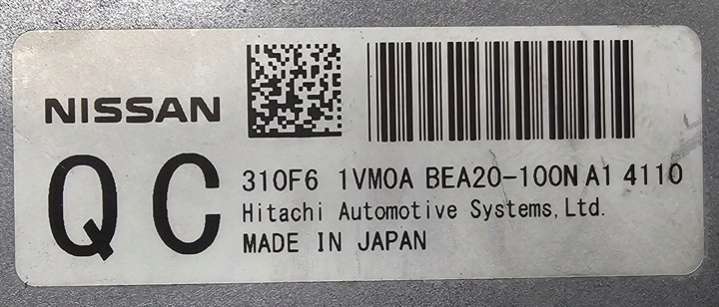 NISSAN
QC
310F6 1VM0A BEA20-100N A1 4110
Hitachi Automotive Systems,Ltd.
MADE IN JAPAN